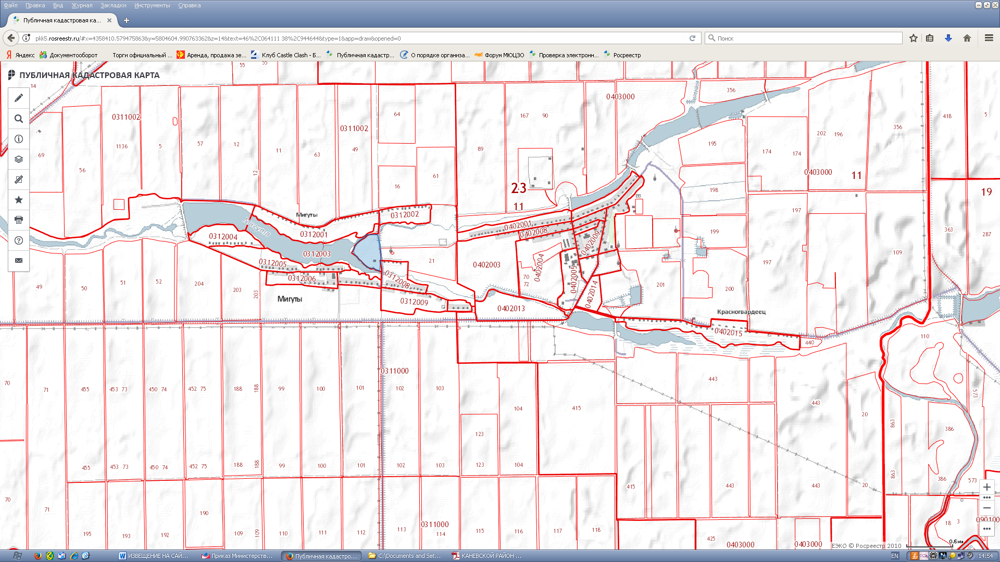 Файл Правка Вид Журнал Закладки Инструменты Справка
Публичная кадастровая ка...
pkk5.rosreestr.ru/#x=4358410.579475863&y=5804604.990763362&z=14&text=46%2C064111 38%2C944644&type=1&app=draw&opened=0
Поиск
Яндекс Документооборот Торги официальный ... Аренда, продажа зе... Клуб Castle Clash - Б... Публичная кадастр... О порядке организа... Форум МЮЦЗО Проверка электронн... Росреестр
ПУБЛИЧНАЯ КАДАСТРОВАЯ КАРТА
55 55
14 0403000 356
64 167 90 418 5
0311002 0311002 356
202 196
57 12 1136 5 195
69 11 63 49 89 174 174
56 12 0403000 11
61 23 16 198 19
11
Мигуты 0312002 197
0402001 363
0312004 0312001 0402008 199 287
Мигута 0402009
0312003 109
0312005 21 0402003 0402004 197
0312006 0312008 70 0402005 201 200
49 50 51 52 204 203 203 72
Мигуты 0312009 0402013 0402014 Красногвардеец
0402015 440 110
0311000
70 71 455 453 73 450 74 452 75 188 188 99 100 101 102 103 443 573
104 415 443
20
123 863 386
455 453 73 450 74 452 75 188 188 99 100 101 102 103 123 104 863 386 573
415 443 443 20
70 71 190
0311000 18 3 090100
195 193 192 109 109 110 111 112 113 114 115 116 117 118 425
0403000 0403000
ЕЭКО © Росреестр 2010 0.6км
ИЗВЕЩЕНИЕ НА САЙ... Приказ Министерств... Публичная кадастро... C:\Documents and Set... КАНЕВСКОЙ РАЙОН ... EN 14:54